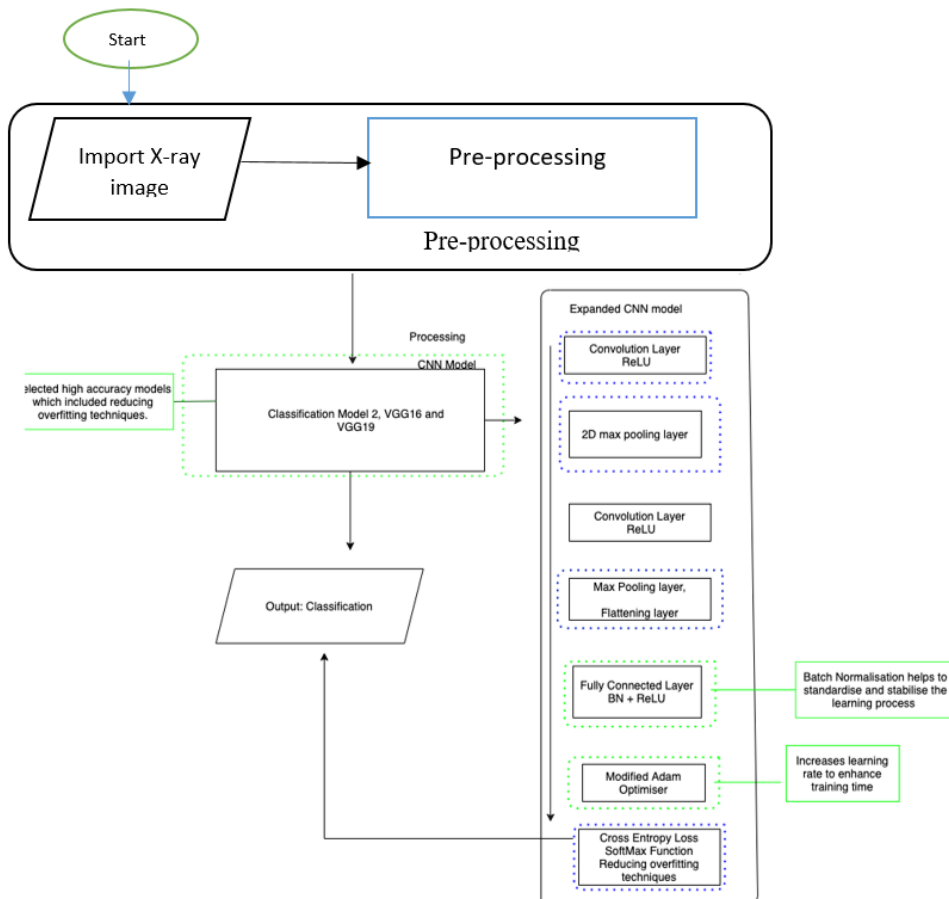 Start
Import X-ray
image
Pre-processing
Pre-processing
Processing
CNN Model
elected high accuracy models
which included reducing
overfitting techniques.
Classification Model 2, VGG16 and
VGG19
Output: Classification
Expanded CNN model
Convolution Layer
ReLU
2D max pooling layer
Convolution Layer
ReLU
Max Pooling layer,
Flattening layer
Fully Connected Layer
BN + ReLU
Batch Normalisation helps to
standardise and stabilise the
learning process
Modified Adam
Optimiser
Increases learning
rate to enhance
training time
Cross Entropy Loss
SoftMax Function
Reducing overfitting
techniques